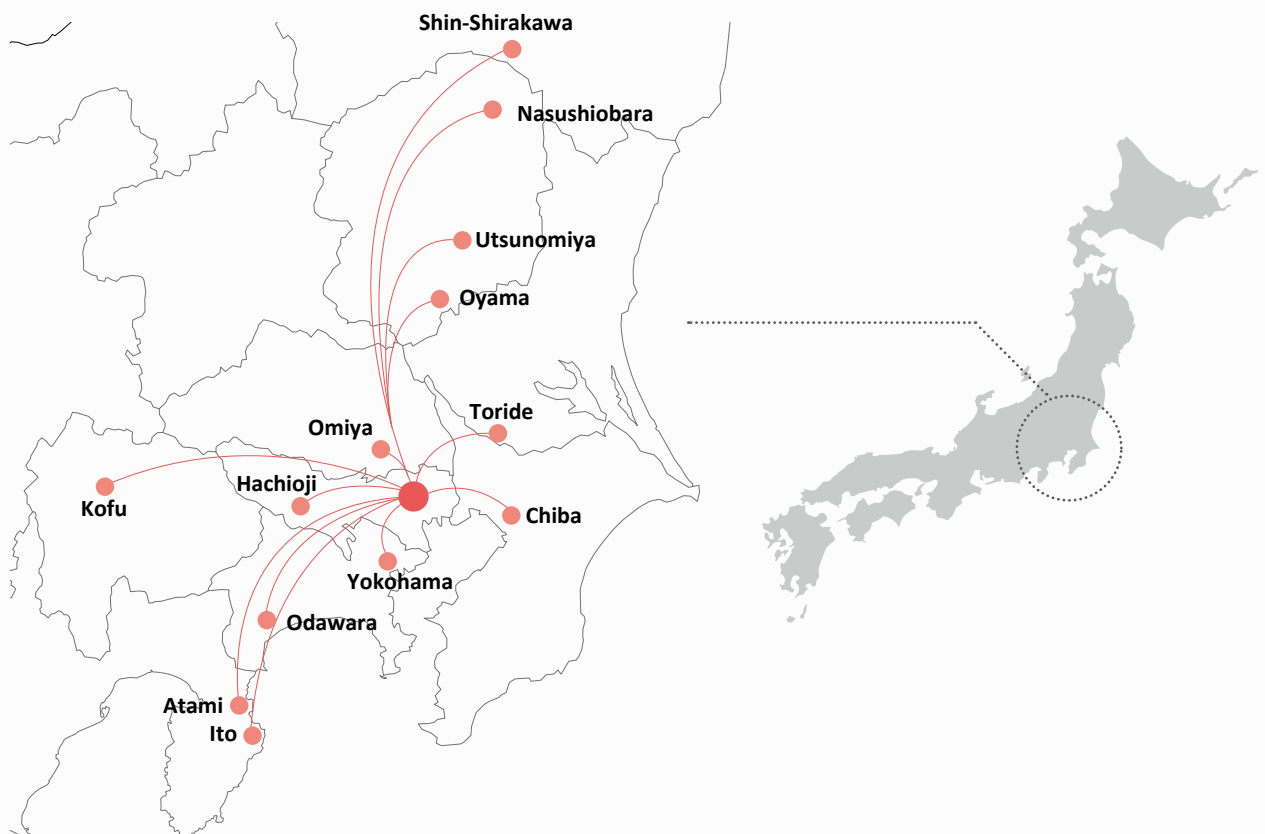 Shin-Shirakawa
Nasushiobara
Utsunomiya
Oyama
Toride
Omiya
Hachioji
Kofu
Chiba
Yokohama
Odawara
Atami
Ito